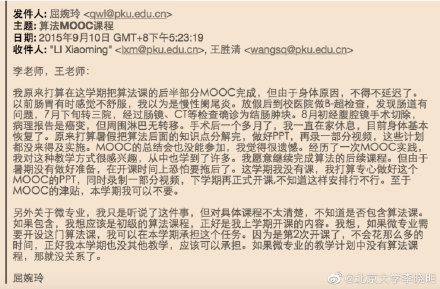 发件人: 屈婉玲 <qwl@pku.edu.cn>
主题: 算法MOOC课程
日期: 2015年9月10日 GMT+8下午5:23:19
收件人: "LI Xiaoming" <lxm@pku.edu.cn>, 王胜清 <wangsq@pku.edu.cn>
李老师,王老师:
我原来打算在这学期把算法课的后半部分MOOC完成,但由于身体原因,不得不延迟了。
以前肠胃有时感觉不舒服,我以为是慢性阑尾炎。放假后到校医院做B-超检查,发现肠道有
问题,7月下旬转三院,经过肠镜、CT等检查确诊为结肠肿块。8月初经腹腔镜手术切除,
病理报告是癌变,但周围淋巴无转移。手术后一个多月了,我一直在家休息,目前身体基本
恢复了。原来打算暑假把算法后面的知识点分解完,做好PPT,再录一部分视频,这些计划
都没来得及实施。MOOC的总结会也没能参加,我觉得很遗憾。经历了一次MOOC实践,
我对这种教学方式很感兴趣,从中也学到了许多。我愿意继续完成算法的后续课程。但由于
暑期没有做好准备,在开课时间上恐怕要拖后了。这学期我没有课,我打算专心做好这个
MOOC的PPT,同时录制一部分视频,下学期再正式开课,不知道这样安排行不行。至于
MOOC的津贴,本学期我可以不要。
另外关于微专业,我只是听说了这件事,但对具体课程不太清楚,不知道是否包含算法课。
如果包含,我想应该是初级的算法课程,正好是我上学期开课的内容。我想,如果微专业需
要开设这门算法课,我可以在本学期承担这个任务。因为是第2次开课了,不会花那么多的
时间,正好我本学期也没其他教学,应该可以承担。如果微专业的教学计划中没有算法课
程,那就没关系了。
屈婉玲
@北京大学李晓明